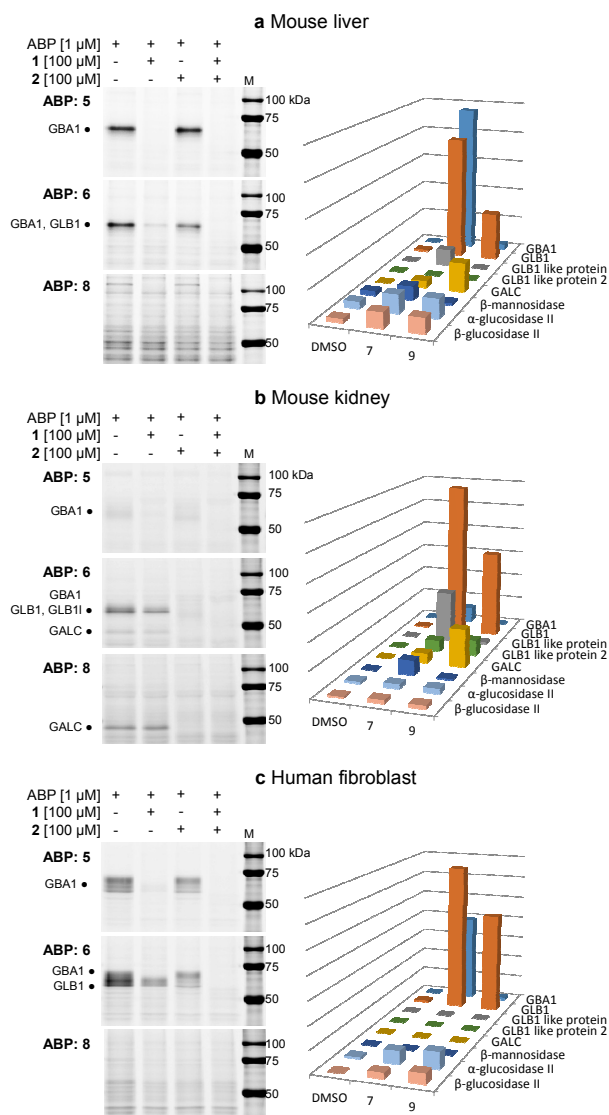 a Mouse liver
ABP [1 µM] + + + +
1 [100 µM] - + - +
2 [100 µM] - - + + M
ABP: 5
GBA1 •
100 kDa
75
50
ABP: 6
GBA1, GLB1 •
100
75
50
ABP: 8
100
75
50
GBA1
GLB1
GLB1 like protein
GLB1 like protein 2
GALC
β-mannosidase
α-glucosidase II
β-glucosidase II
DMSO 7 9
b Mouse kidney
ABP [1 µM] + + + +
1 [100 µM] - + - +
2 [100 µM] - - + + M
ABP: 5
GBA1 •
100 kDa
75
50
ABP: 6
GBA1
GLB1, GLB1l •
GALC •
100
75
50
ABP: 8
GALC •
100
75
50
GBA1
GLB1
GLB1 like protein
GLB1 like protein 2
GALC
β-mannosidase
α-glucosidase II
β-glucosidase II
DMSO 7 9
c Human fibroblast
ABP [1 µM] + + + +
1 [100 µM] - + - +
2 [100 µM] - - + + M
ABP: 5
GBA1 •
100 kDa
75
50
ABP: 6
GBA1 •
GLB1 •
100
75
50
ABP: 8
100
75
50
GBA1
GLB1
GLB1 like protein
GLB1 like protein 2
GALC
β-mannosidase
α-glucosidase II
β-glucosidase II
DMSO 7 9